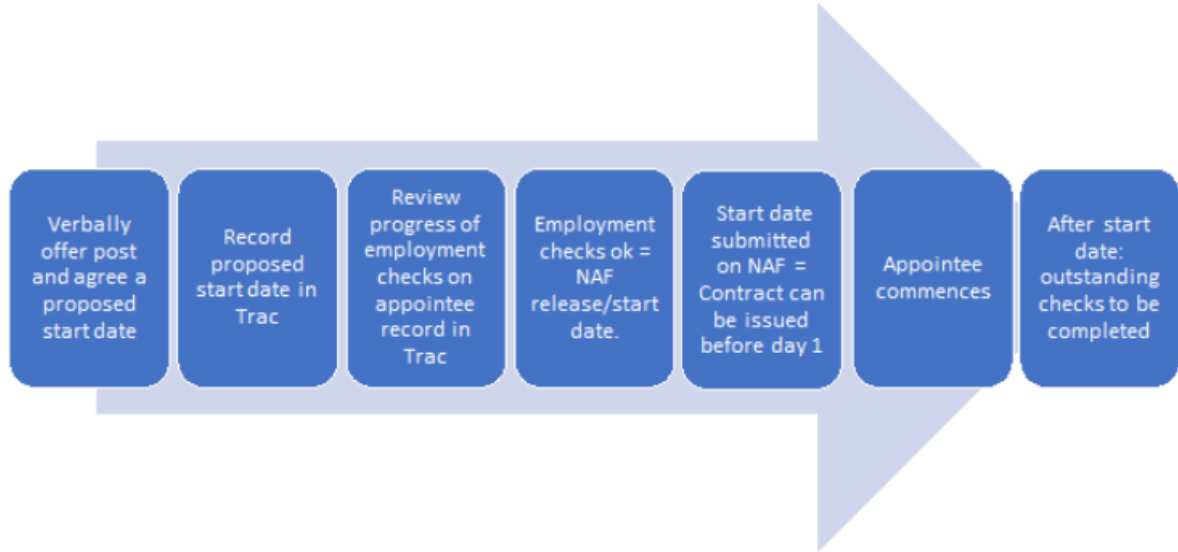 Verbally
offer post
and agree a
proposed
start date
Record
proposed
start date in
Trac
Review
progress of
employment
checks on
appointee
record in
Trac
Employment
checks ok =
NAF
release/start
date.
Start date
submitted
on NAF =
Contract can
be issued
before day 1
Appointee
commences
After start
date:
outstanding
checks to be
completed